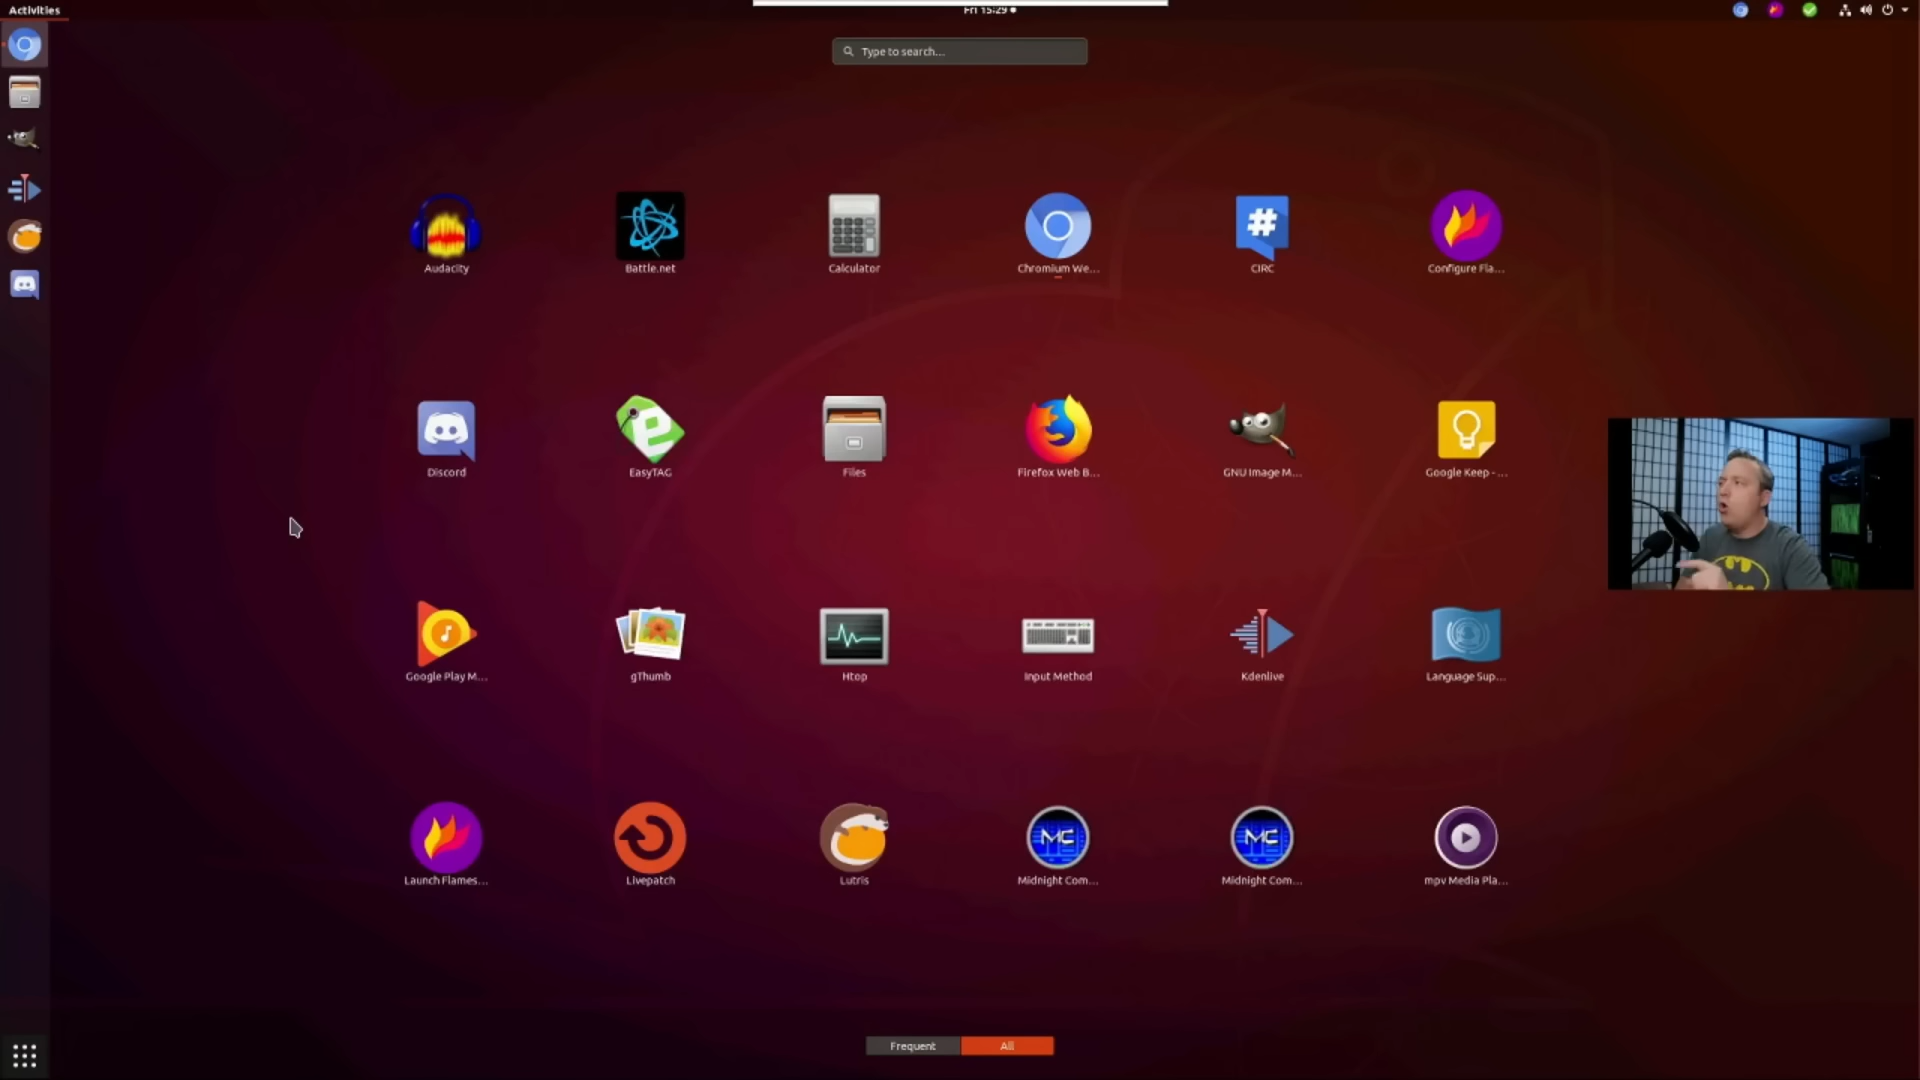 Activities
Fri 15:29
Type to search...
Audacity
Battle.net
Calculator
Chromium We...
CIRC
Configure Fla...
Discord
EasyTAG
Files
Firefox Web B...
GNU Image M...
Google Keep - ...
Google Play M...
gThumb
Htop
Input Method
Kdenlive
Language Sup...
Launch Flames...
Livepatch
Lutris
Midnight Com...
Midnight Com...
mpv Media Pla...
Frequent
All